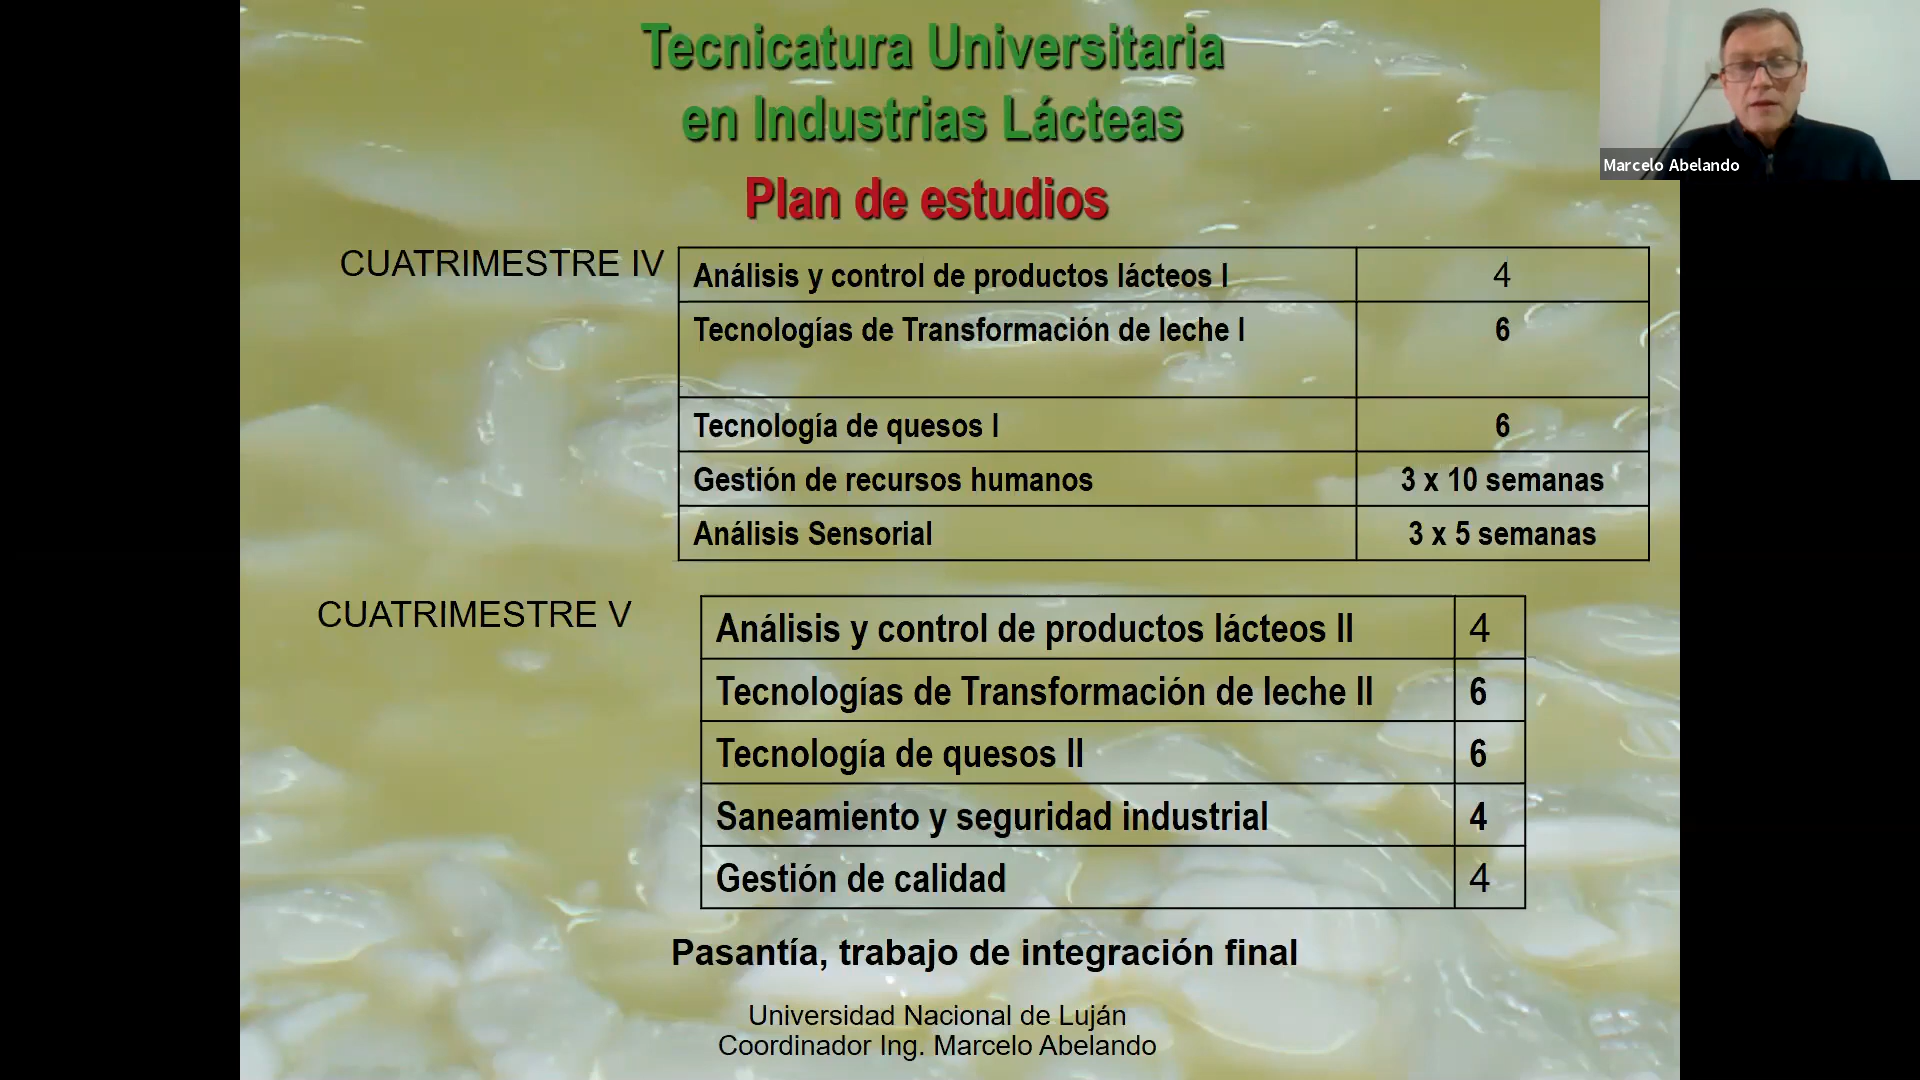 Tecnicatura Universitaria
en Industrias Lácteas
Plan de estudios
Marcelo Abelando
CUATRIMESTRE IV
Análisis y control de productos lácteos I 4
Tecnologías de Transformación de leche I 6
Tecnología de quesos I 6
Gestión de recursos humanos 3 x 10 semanas
Análisis Sensorial 3 x 5 semanas
CUATRIMESTRE V
Análisis y control de productos lácteos II 4
Tecnologías de Transformación de leche II 6
Tecnología de quesos II 6
Saneamiento y seguridad industrial 4
Gestión de calidad 4
Pasantía, trabajo de integración final
Universidad Nacional de Luján
Coordinador Ing. Marcelo Abelando